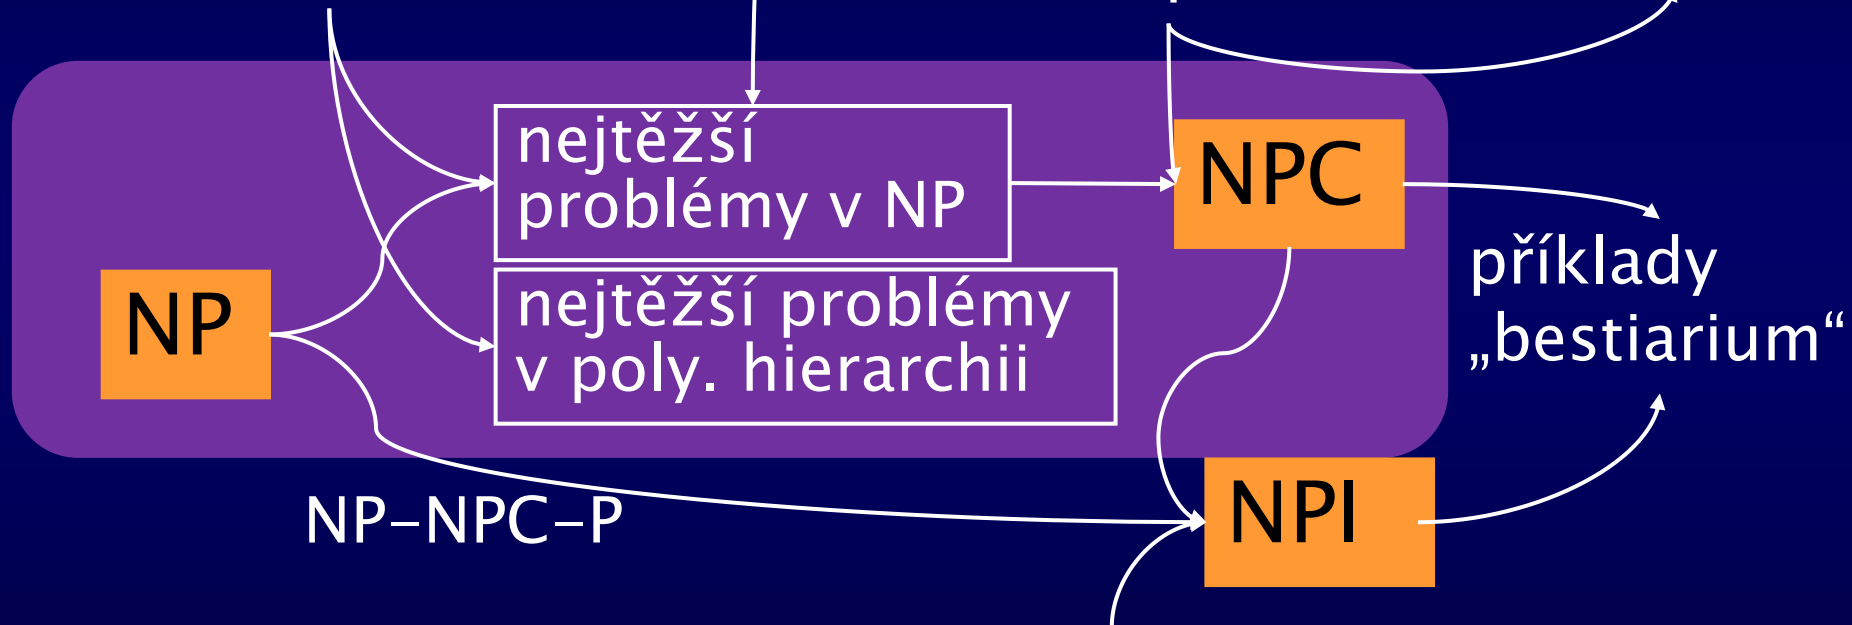 nejtěžší
problémy v NP
NPC
NP
nejtěžší problémy
v poly. hierarchii
příklady
„bestiarium“
NP–NPC–P
NPI